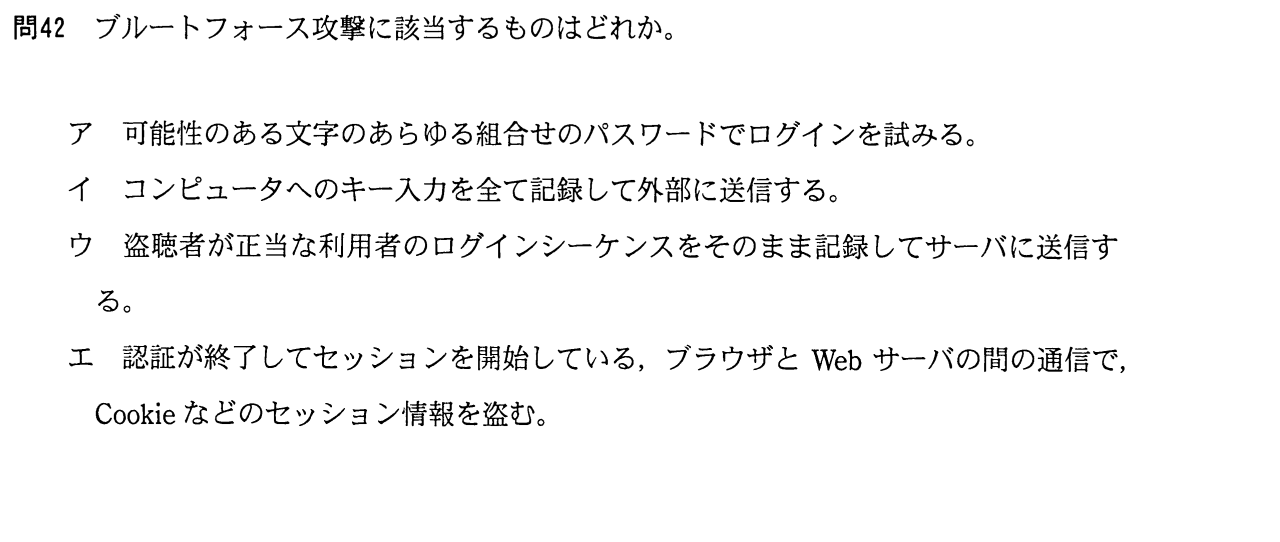 問42　ブルートフォース攻撃に該当するものはどれか。
ア　可能性のある文字のあらゆる組合せのパスワードでログインを試みる。
イ　コンピュータへのキー入力を全て記録して外部に送信する。
ウ　盗聴者が正当な利用者のログインシーケンスをそのまま記録してサーバに送信す
る。
エ　認証が終了してセッションを開始している，ブラウザと Web サーバの間の通信で，
Cookie などのセッション情報を盗む。